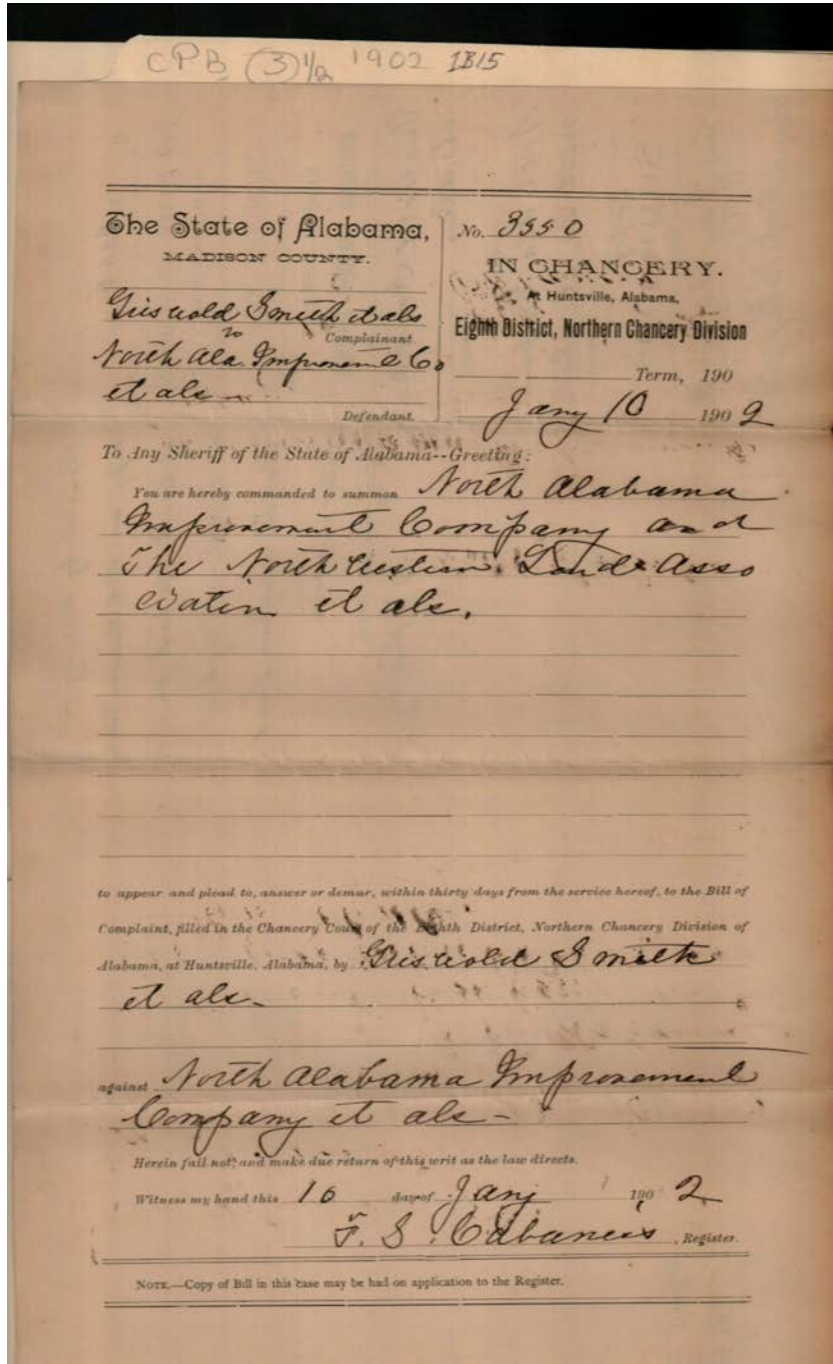 CPB (3) 1/2 1902 IB15
The State of Alabama,
MADISON COUNTY.
Griswold Smith et als
vs
Complainant
North Ala. Improvem e Co
et als
Defendant.
No. 3550
IN CHANCERY.
At Huntsville, Alabama,
Eighth District, Northern Chancery Division
Term, 190
Jany 10 1902
To Any Sheriff of the State of Alabama--Greeting:
You are hereby commanded to summon North Alabama
Improvement Company and
The North Western Land Asso
ciation et als.
to appear and plead to, answer or demur, within thirty days from the service hereof, to the Bill of
Complaint, filled in the Chancery Court of the Eighth District, Northern Chancery Division of
Alabama, at Huntsville, Alabama, by Griswold Smith
et als-
against North Alabama Improvement
Company et als-
Herein fail not, and make due return of this writ as the law directs.
Witness my hand this 10 day of Jany 1902
F. S. Cabaness, Register.
NOTE.—Copy of Bill in this case may be had on application to the Register.